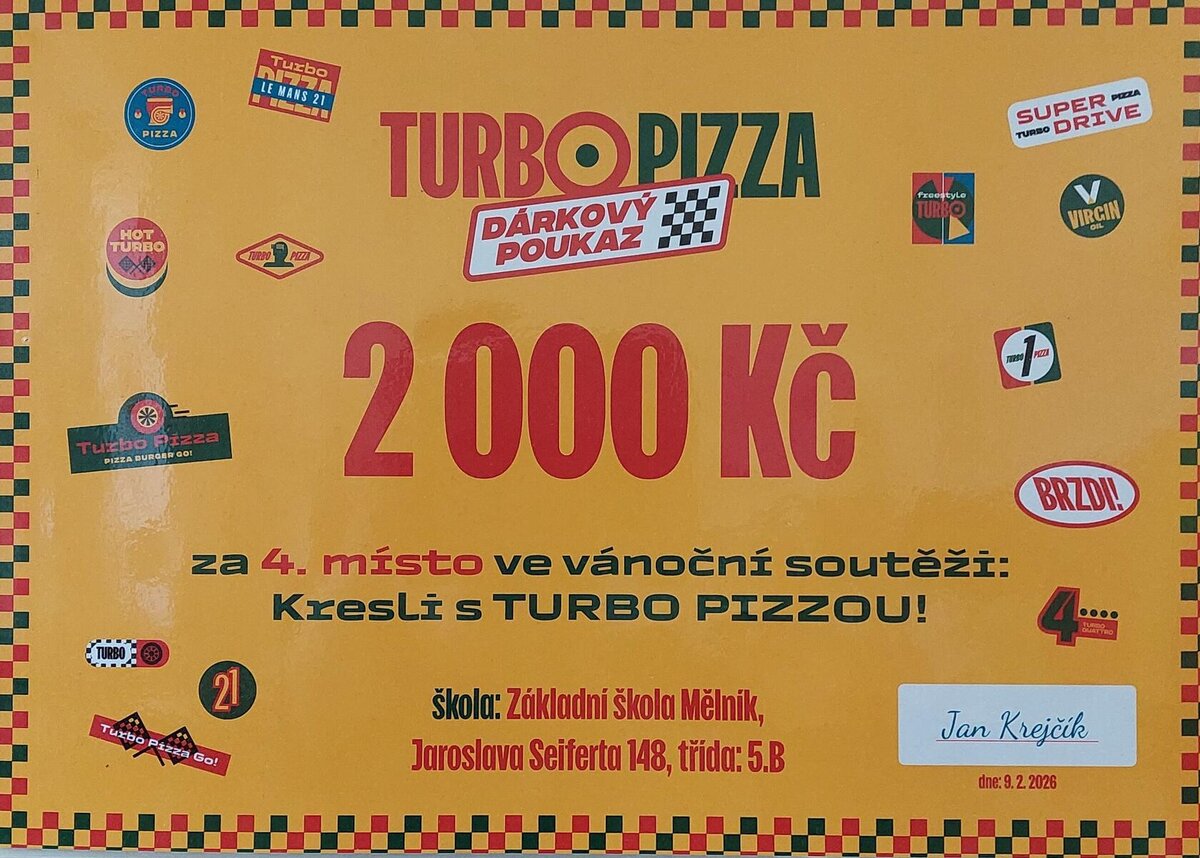 TURBO
PIZZA
Turbo
PIZZA
LE MANS 21
TURBO PIZZA
DÁRKOVÝ
POUKAZ
SUPER PIZZA
TURBO DRIVE
freestyle
TURBO
V
VIRGIN
OIL
HOT
TURBO
TURBO 1 PIZZA
2 000 KČ
TURBO 1 PIZZA
Turbo Pizza
PIZZA BURGER GO!
BRZDI!
za 4. místo ve vánoční soutěži:
Kresli s TURBO PIZZOU!
4
TURBO
QUATTRO
TURBO
21
Turbo Pizza Go!
škola: Základní škola Mělník,
Jaroslava Seiferta 148, třída: 5.B
Jan Krejčík
dne: 9. 2. 2026